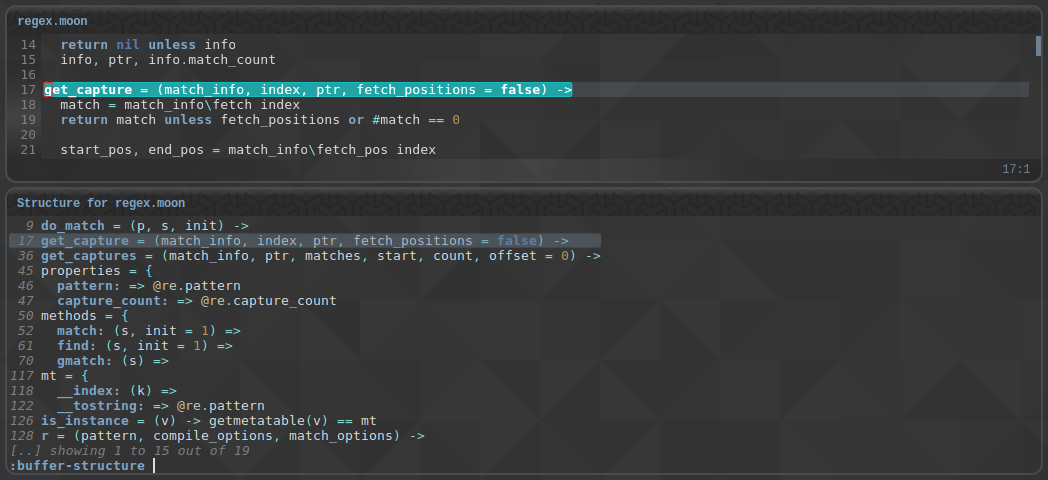 regex.moon
14 return nil unless info
15 info, ptr, info.match_count
16
17 get_capture = (match_info, index, ptr, fetch_positions = false) ->
18 match = match_info\fetch index
19 return match unless fetch_positions or #match == 0
20
21 start_pos, end_pos = match_info\fetch_pos index
17:1
Structure for regex.moon
9 do_match = (p, s, init) ->
17 get_capture = (match_info, index, ptr, fetch_positions = false) ->
36 get_captures = (match_info, ptr, matches, start, count, offset = 0) ->
45 properties = {
46 pattern: => @re.pattern
47 capture_count: => @re.capture_count
50 methods = {
52 match: (s, init = 1) =>
61 find: (s, init = 1) =>
70 gmatch: (s) =>
117 mt = {
118 __index: (k) =>
122 __tostring: => @re.pattern
126 is_instance = (v) -> getmetatable(v) == mt
128 r = (pattern, compile_options, match_options) ->
[..] showing 1 to 15 out of 19
:buffer-structure